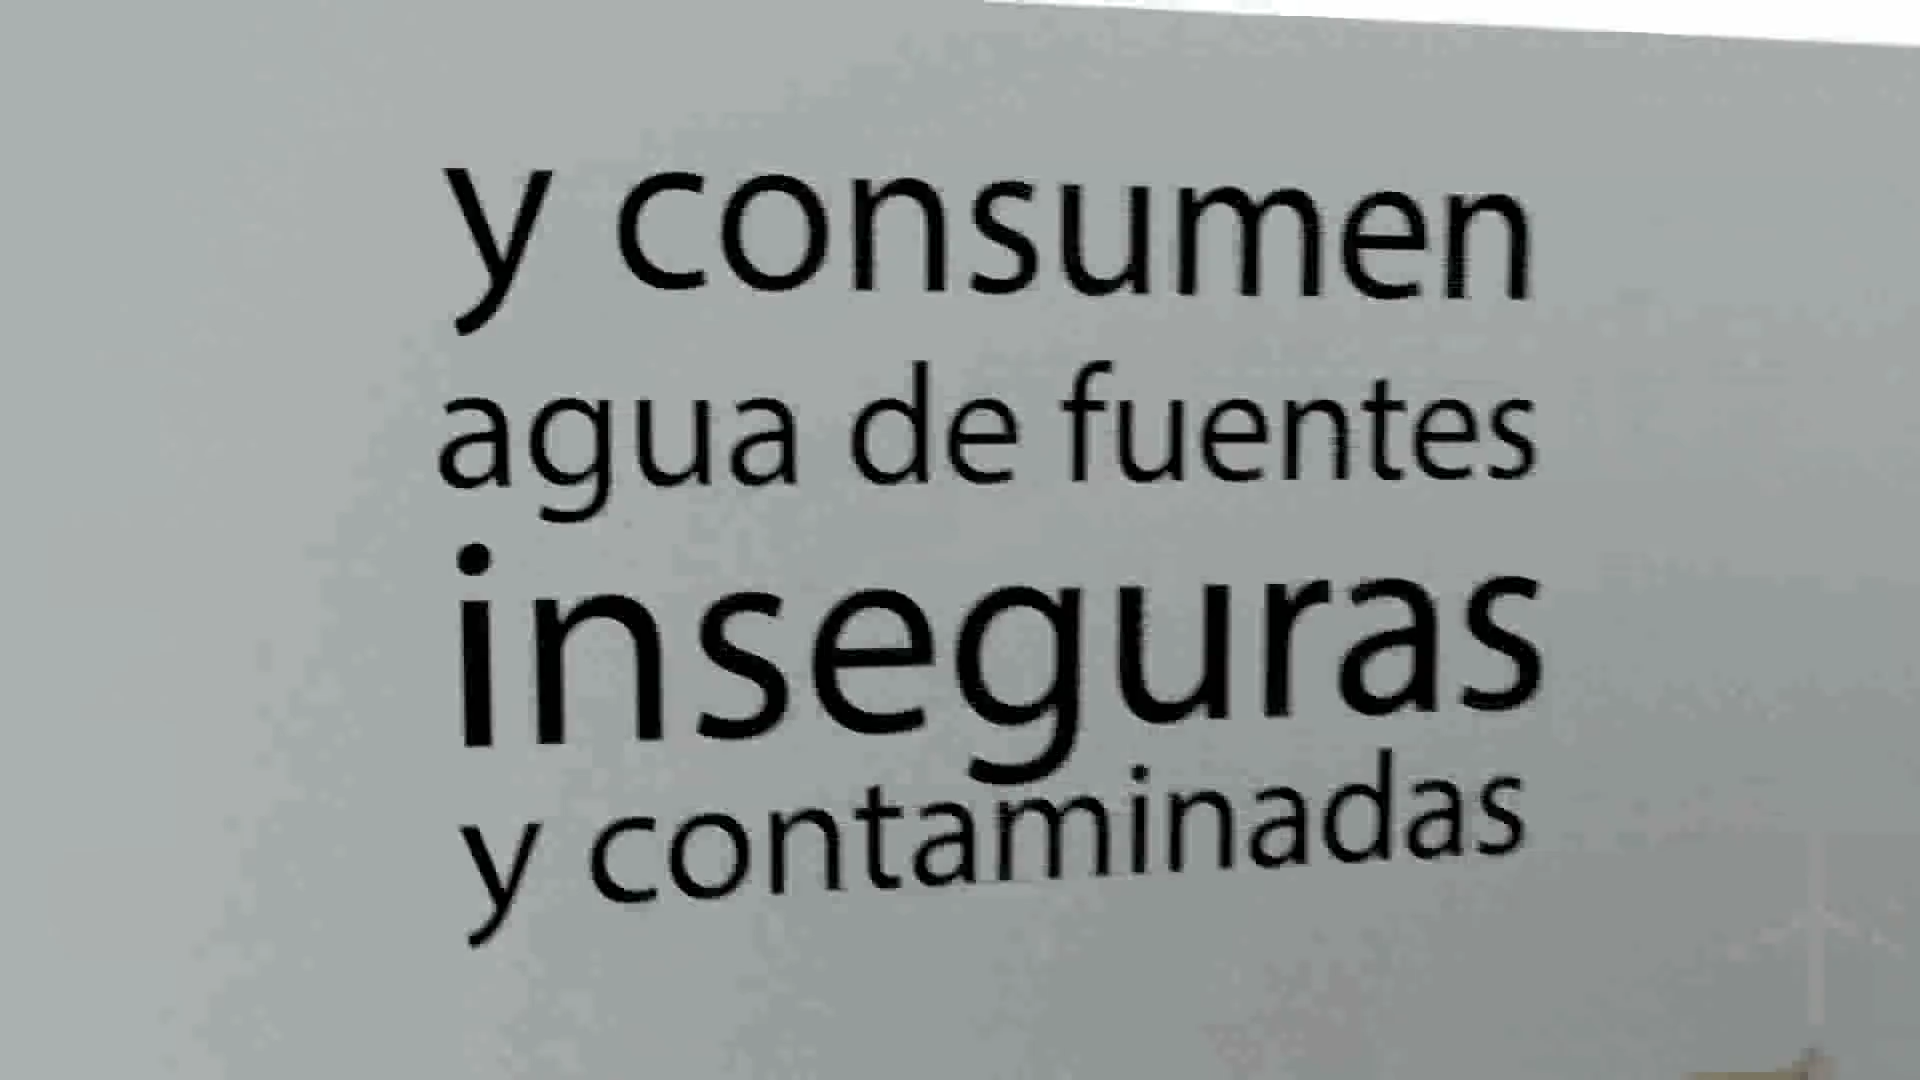 y consumen
agua de fuentes
inseguras
y contaminadas